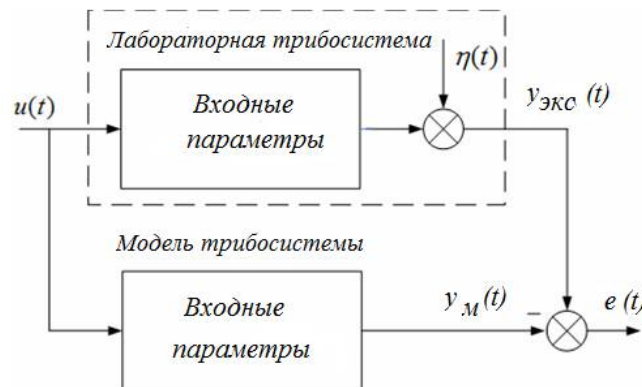 Лабораторная трибосистема
η(t)
u(t)
Входные
параметры
yэкс (t)
Модель трибосистемы
Входные
параметры
yм (t)
–
e (t)